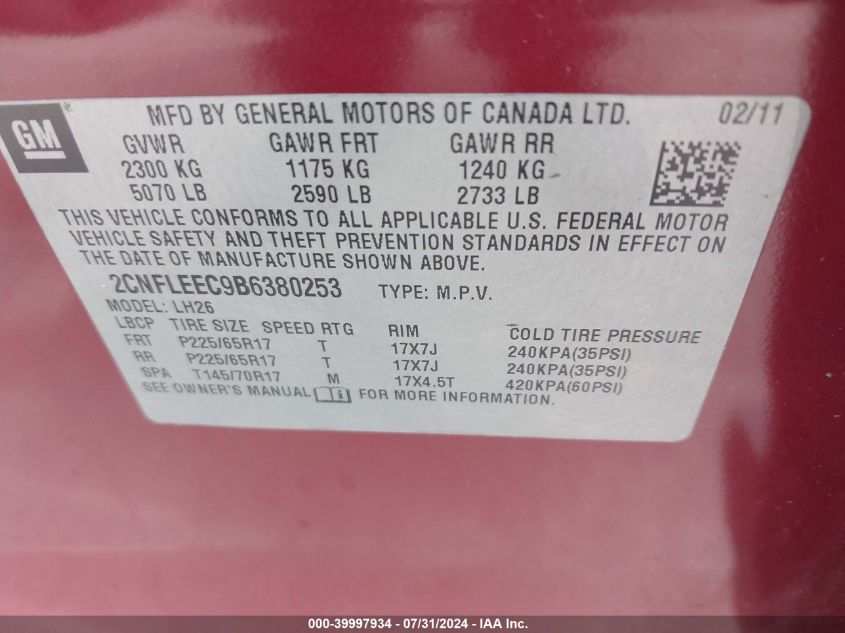 GM
MFD BY GENERAL MOTORS OF CANADA LTD. 02/11
GVWR GAWR FRT GAWR RR
2300 KG 1175 KG 1240 KG
5070 LB 2590 LB 2733 LB
THIS VEHICLE CONFORMS TO ALL APPLICABLE U.S. FEDERAL MOTOR
VEHICLE SAFETY AND THEFT PREVENTION STANDARDS IN EFFECT ON
THE DATE OF MANUFACTURE SHOWN ABOVE.
2CNFLEEC9B6380253 TYPE: M.P.V.
MODEL: LH26
LBCP TIRE SIZE SPEED RTG RIM COLD TIRE PRESSURE
FRT P225/65R17 T 17X7J 240KPA(35PSI)
RR P225/65R17 T 17X7J 240KPA(35PSI)
SPA T145/70R17 M 17X4.5T 420KPA(60PSI)
SEE OWNER'S MANUAL i FOR MORE INFORMATION.
000-39997934 - 07/31/2024 - IAA Inc.